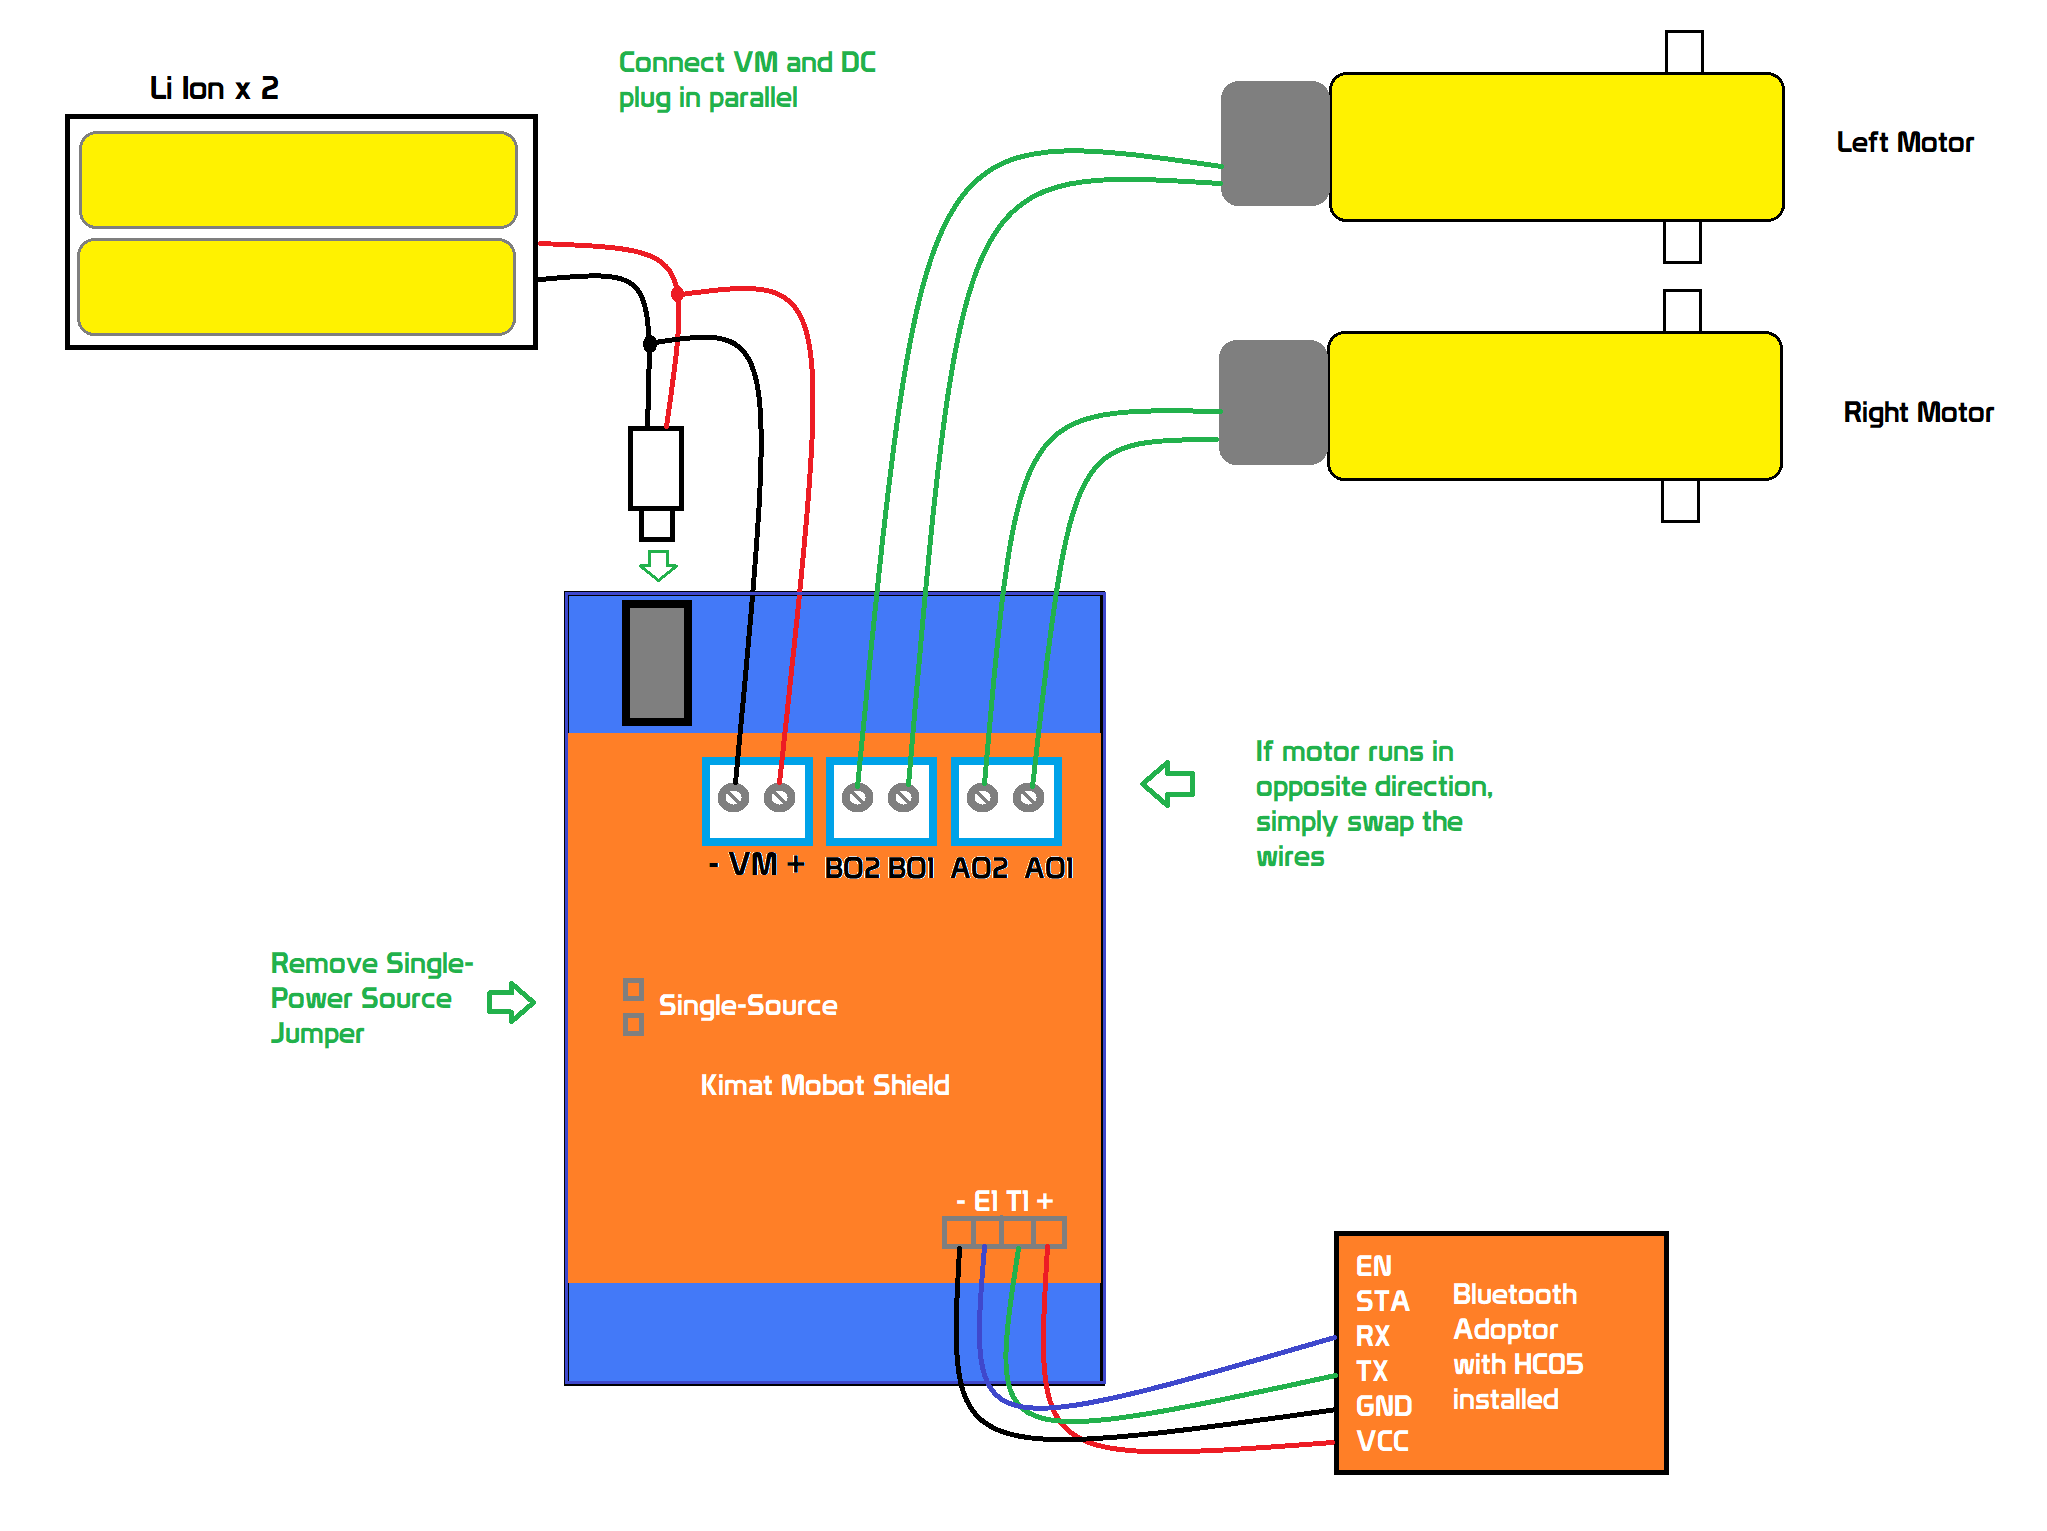 Li Ion x 2
Connect VM and DC
plug in parallel
Left Motor
Right Motor
If motor runs in
opposite direction,
simply swap the
wires
- VM +
BO2 BO1
AO2 AO1
Remove Single-
Power Source
Jumper
Single-Source
Kimat Mobot Shield
- E1 T1 +
EN
STA
RX
TX
GND
VCC
Bluetooth
Adoptor
with HC05
installed